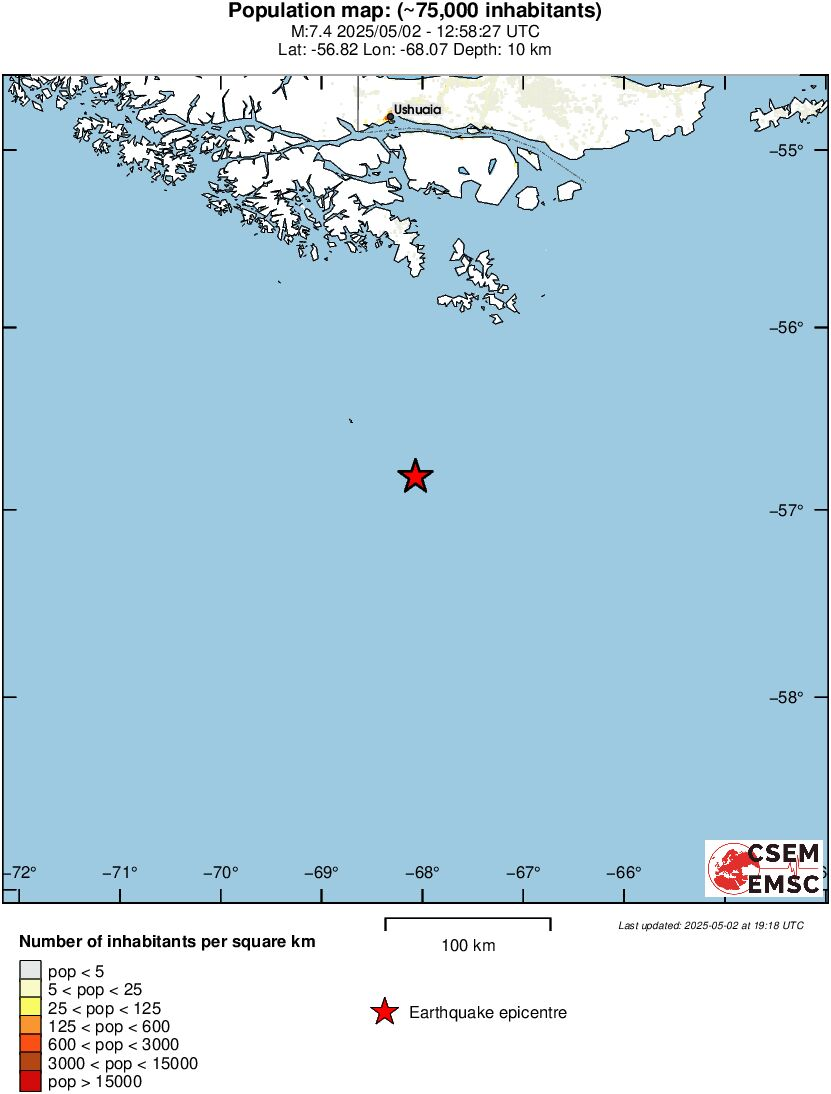 Population map: (~75,000 inhabitants)
M:7.4 2025/05/02 - 12:58:27 UTC
Lat: -56.82 Lon: -68.07 Depth: 10 km
Ushuaia
−55°
−56°
−57°
−58°
−72° −71° −70° −69° −68° −67° −66°
CSEM
EMSC
100 km
Last updated: 2025-05-02 at 19:18 UTC
Number of inhabitants per square km
pop < 5
5 < pop < 25
25 < pop < 125
125 < pop < 600
600 < pop < 3000
3000 < pop < 15000
pop > 15000
Earthquake epicentre